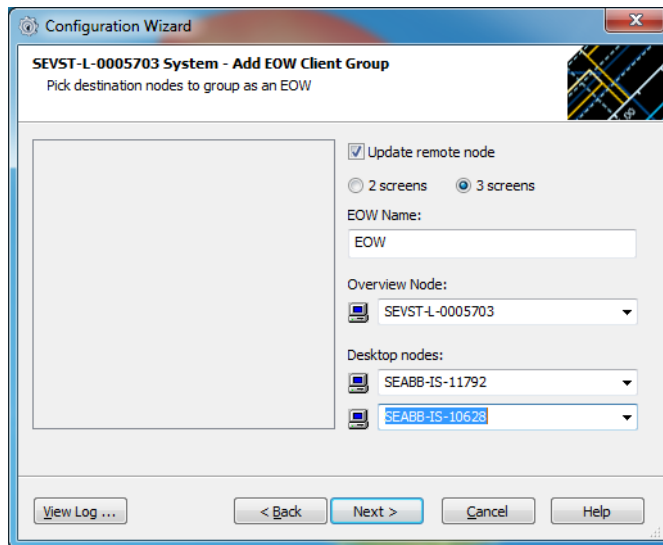 Configuration Wizard
SEVST-L-0005703 System - Add EOW Client Group
Pick destination nodes to group as an EOW
Update remote node
2 screens 3 screens
EOW Name:
EOW
Overview Node:
SEVST-L-0005703
Desktop nodes:
SEABB-IS-11792
SEABB-IS-10628
View Log ... < Back Next > Cancel Help